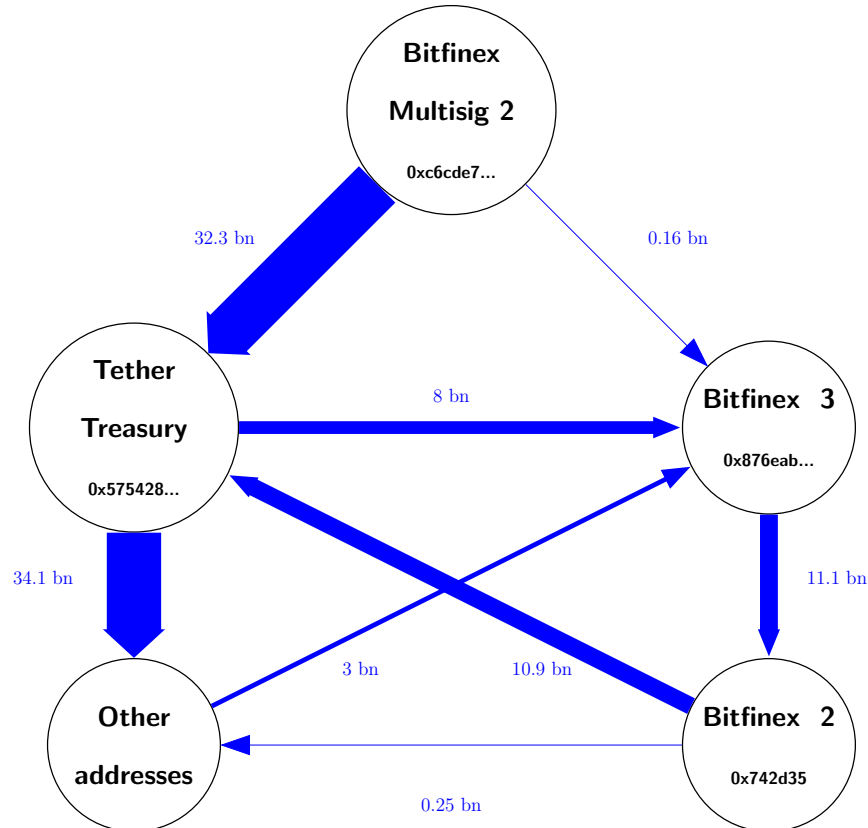 Bitfinex
Multisig 2
0xc6cde7...
32.3 bn
0.16 bn
Tether
Treasury
0x575428...
8 bn
Bitfinex 3
0x876eab...
34.1 bn
11.1 bn
3 bn
10.9 bn
Other
addresses
Bitfinex 2
0x742d35
0.25 bn